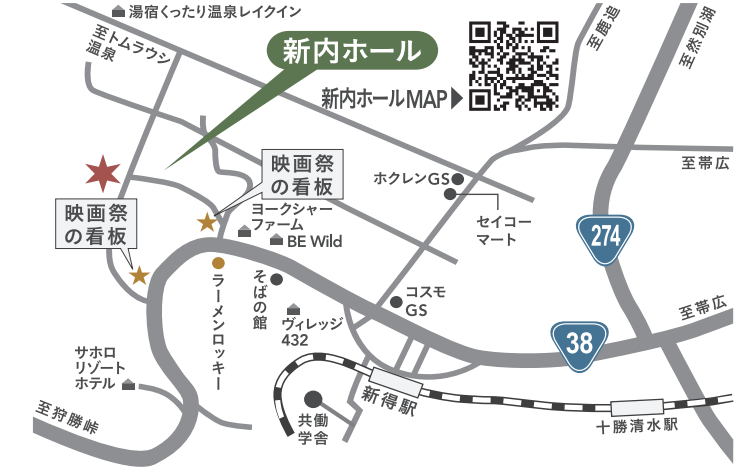 湯宿くったり温泉レイクイン
至トムラウシ
温泉
新内ホール
新内ホールMAP
至鹿追
至然別湖
至帯広
映画祭
の看板
ホクレンGS
セイコー
マート
映画祭
の看板
ヨークシャー
ファーム
BE Wild
274
ラーメンロッキー
そばの館
コスモ
GS
ヴィレッジ
432
至帯広
38
サホロ
リゾート
ホテル
新得駅
至狩勝峠
共働
学舎
十勝清水駅